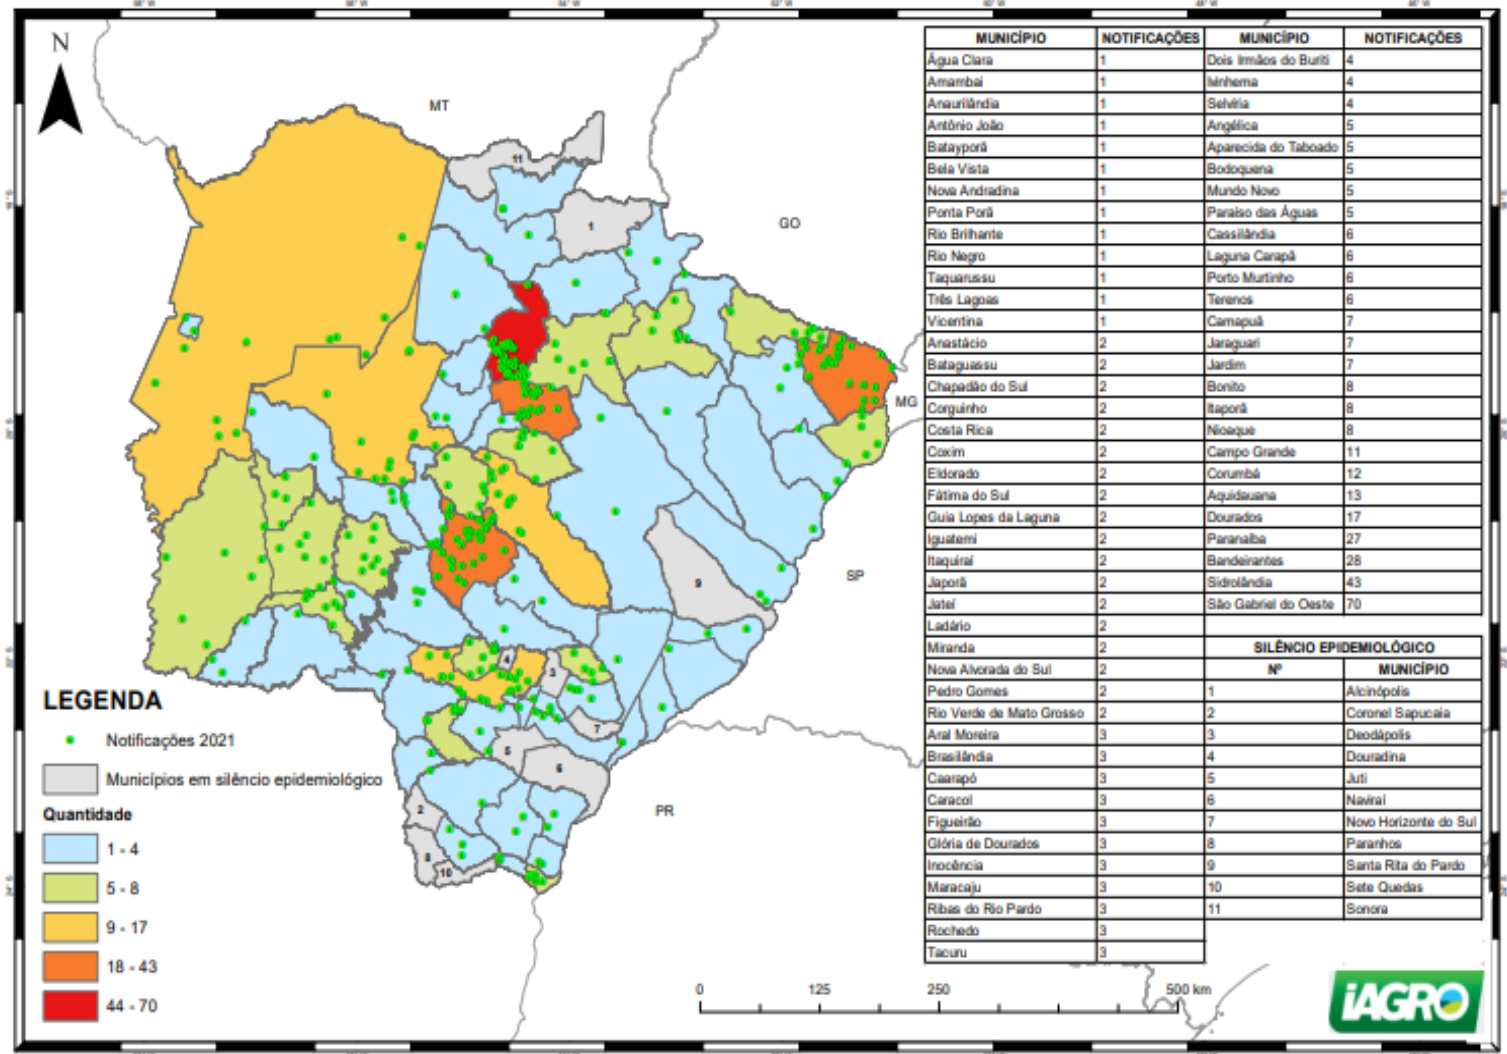 N
MT
GO
MG
SP
PR
11
1
9
4
3
7
5
6
2
8
10
LEGENDA
Notificações 2021
Municípios em silêncio epidemiológico
Quantidade
1 - 4
5 - 8
9 - 17
18 - 43
44 - 70
0 125 250 500 km
MUNICÍPIO NOTIFICAÇÕES MUNICÍPIO NOTIFICAÇÕES
Água Clara 1 Dois Irmãos do Buriti 4
Amambai 1 Ivinhema 4
Anaurilândia 1 Selvíria 4
Antônio João 1 Angélica 5
Batayporã 1 Aparecida do Taboado 5
Bela Vista 1 Bodoquena 5
Nova Andradina 1 Mundo Novo 5
Ponta Porã 1 Paraíso das Águas 5
Rio Brilhante 1 Cassilândia 6
Rio Negro 1 Laguna Carapã 6
Taquarussu 1 Porto Murtinho 6
Três Lagoas 1 Terenos 6
Vicentina 1 Camapuã 7
Anastácio 2 Jaraguari 7
Bataguassu 2 Jardim 7
Chapadão do Sul 2 Bonito 8
Corguinho 2 Itaporã 8
Costa Rica 2 Nioaque 8
Coxim 2 Campo Grande 11
Eldorado 2 Corumbá 12
Fátima do Sul 2 Aquidauana 13
Guia Lopes da Laguna 2 Dourados 17
Iguatemi 2 Paranaíba 27
Itaquiraí 2 Bandeirantes 28
Japorã 2 Sidrolândia 43
Jateí 2 São Gabriel do Oeste 70
Ladário 2
Miranda 2 SILÊNCIO EPIDEMIOLÓGICO
Nova Alvorada do Sul 2 Nº MUNICÍPIO
Pedro Gomes 2 1 Alcinópolis
Rio Verde de Mato Grosso 2 2 Coronel Sapucaia
Aral Moreira 3 3 Deodápolis
Brasilândia 3 4 Douradina
Caarapó 3 5 Juti
Caracol 3 6 Naviraí
Figueirão 3 7 Novo Horizonte do Sul
Glória de Dourados 3 8 Paranhos
Inocência 3 9 Santa Rita do Pardo
Maracaju 3 10 Sete Quedas
Ribas do Rio Pardo 3 11 Sonora
Rochedo 3
Tacuru 3
iAGRO